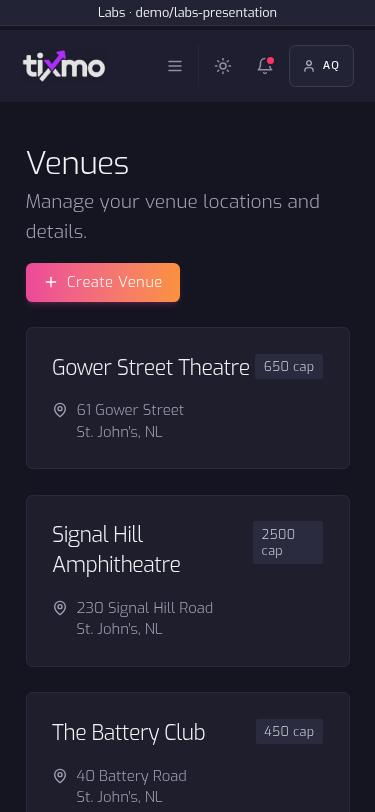 Labs · demo/labs-presentation
tixmo
AQ
Venues
Manage your venue locations and
details.
+ Create Venue
Gower Street Theatre
650 cap
61 Gower Street
St. John's, NL
Signal Hill
Amphitheatre
2500
cap
230 Signal Hill Road
St. John's, NL
The Battery Club
450 cap
40 Battery Road
St. John's, NL